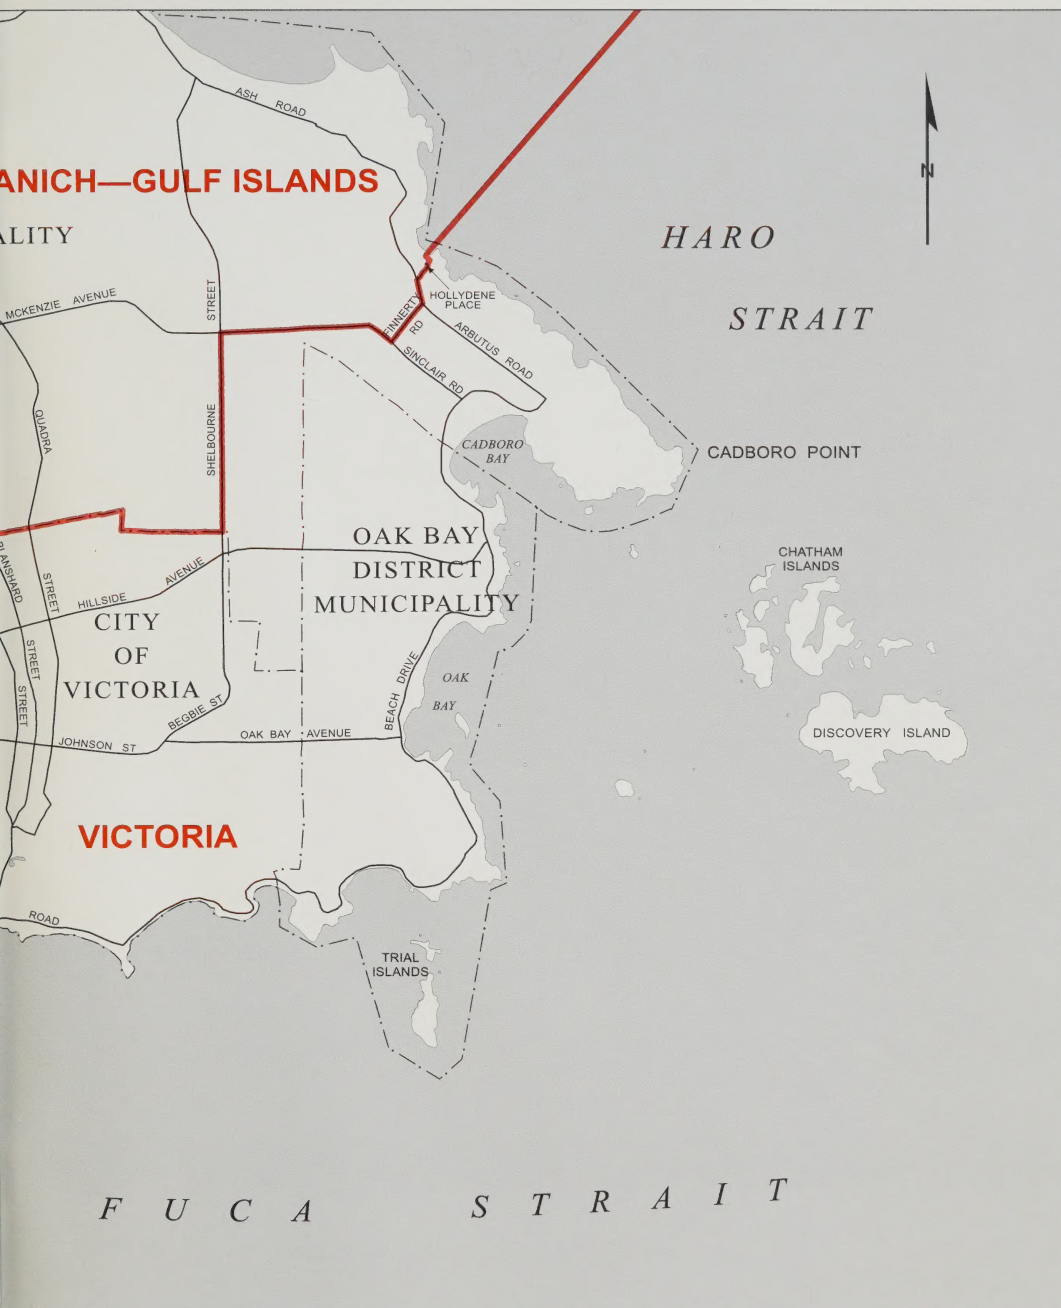 ASH ROAD
ANICH—GULF ISLANDS
N
ALITY
HARO
STRAIT
STREET
MCKENZIE AVENUE
HOLLYDENE
PLACE
FINNERTY
RD
ARBUTUS ROAD
SINCLAIR RD
QUADRA
SHELBOURNE
CADBORO
BAY
CADBORO POINT
OAK BAY
DISTRICT
MUNICIPALITY
CHATHAM
ISLANDS
BLANSHARD
STREET
HILLSIDE AVENUE
CITY
OF
VICTORIA
STREET
STREET
BEACH DRIVE
OAK
BAY
BEGBIE ST
JOHNSON ST
OAK BAY AVENUE
DISCOVERY ISLAND
VICTORIA
ROAD
TRIAL
ISLANDS
FUCA STRAIT